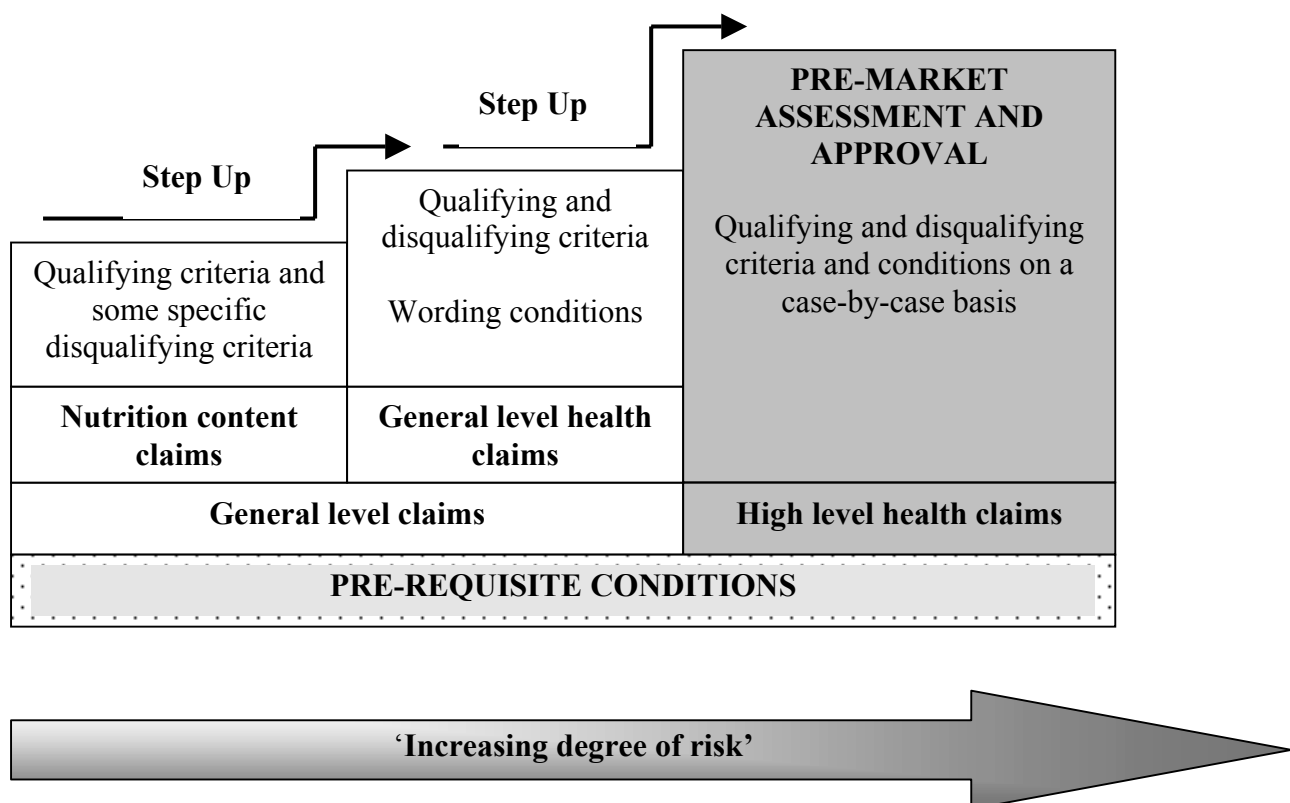 Step Up
Step Up
PRE-MARKET
ASSESSMENT AND
APPROVAL
Qualifying and disqualifying
criteria and conditions on a
case-by-case basis
Qualifying and
disqualifying criteria
Wording conditions
Qualifying criteria and
some specific
disqualifying criteria
Nutrition content
claims
General level health
claims
General level claims
High level health claims
PRE-REQUISITE CONDITIONS
‘Increasing degree of risk’